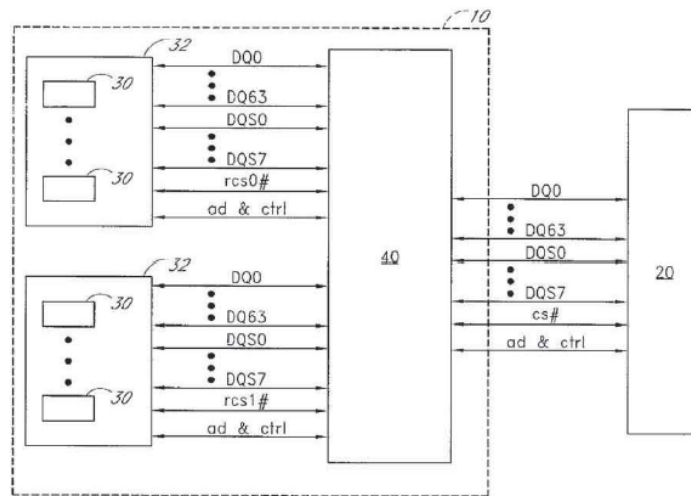 10
32
30
30
DQ0
DQ63
DQS0
DQS7
rcs0#
ad & ctrl
32
30
30
DQ0
DQ63
DQS0
DQS7
rcs1#
ad & ctrl
40
DQ0
DQ63
DQS0
DQS7
cs#
ad & ctrl
20